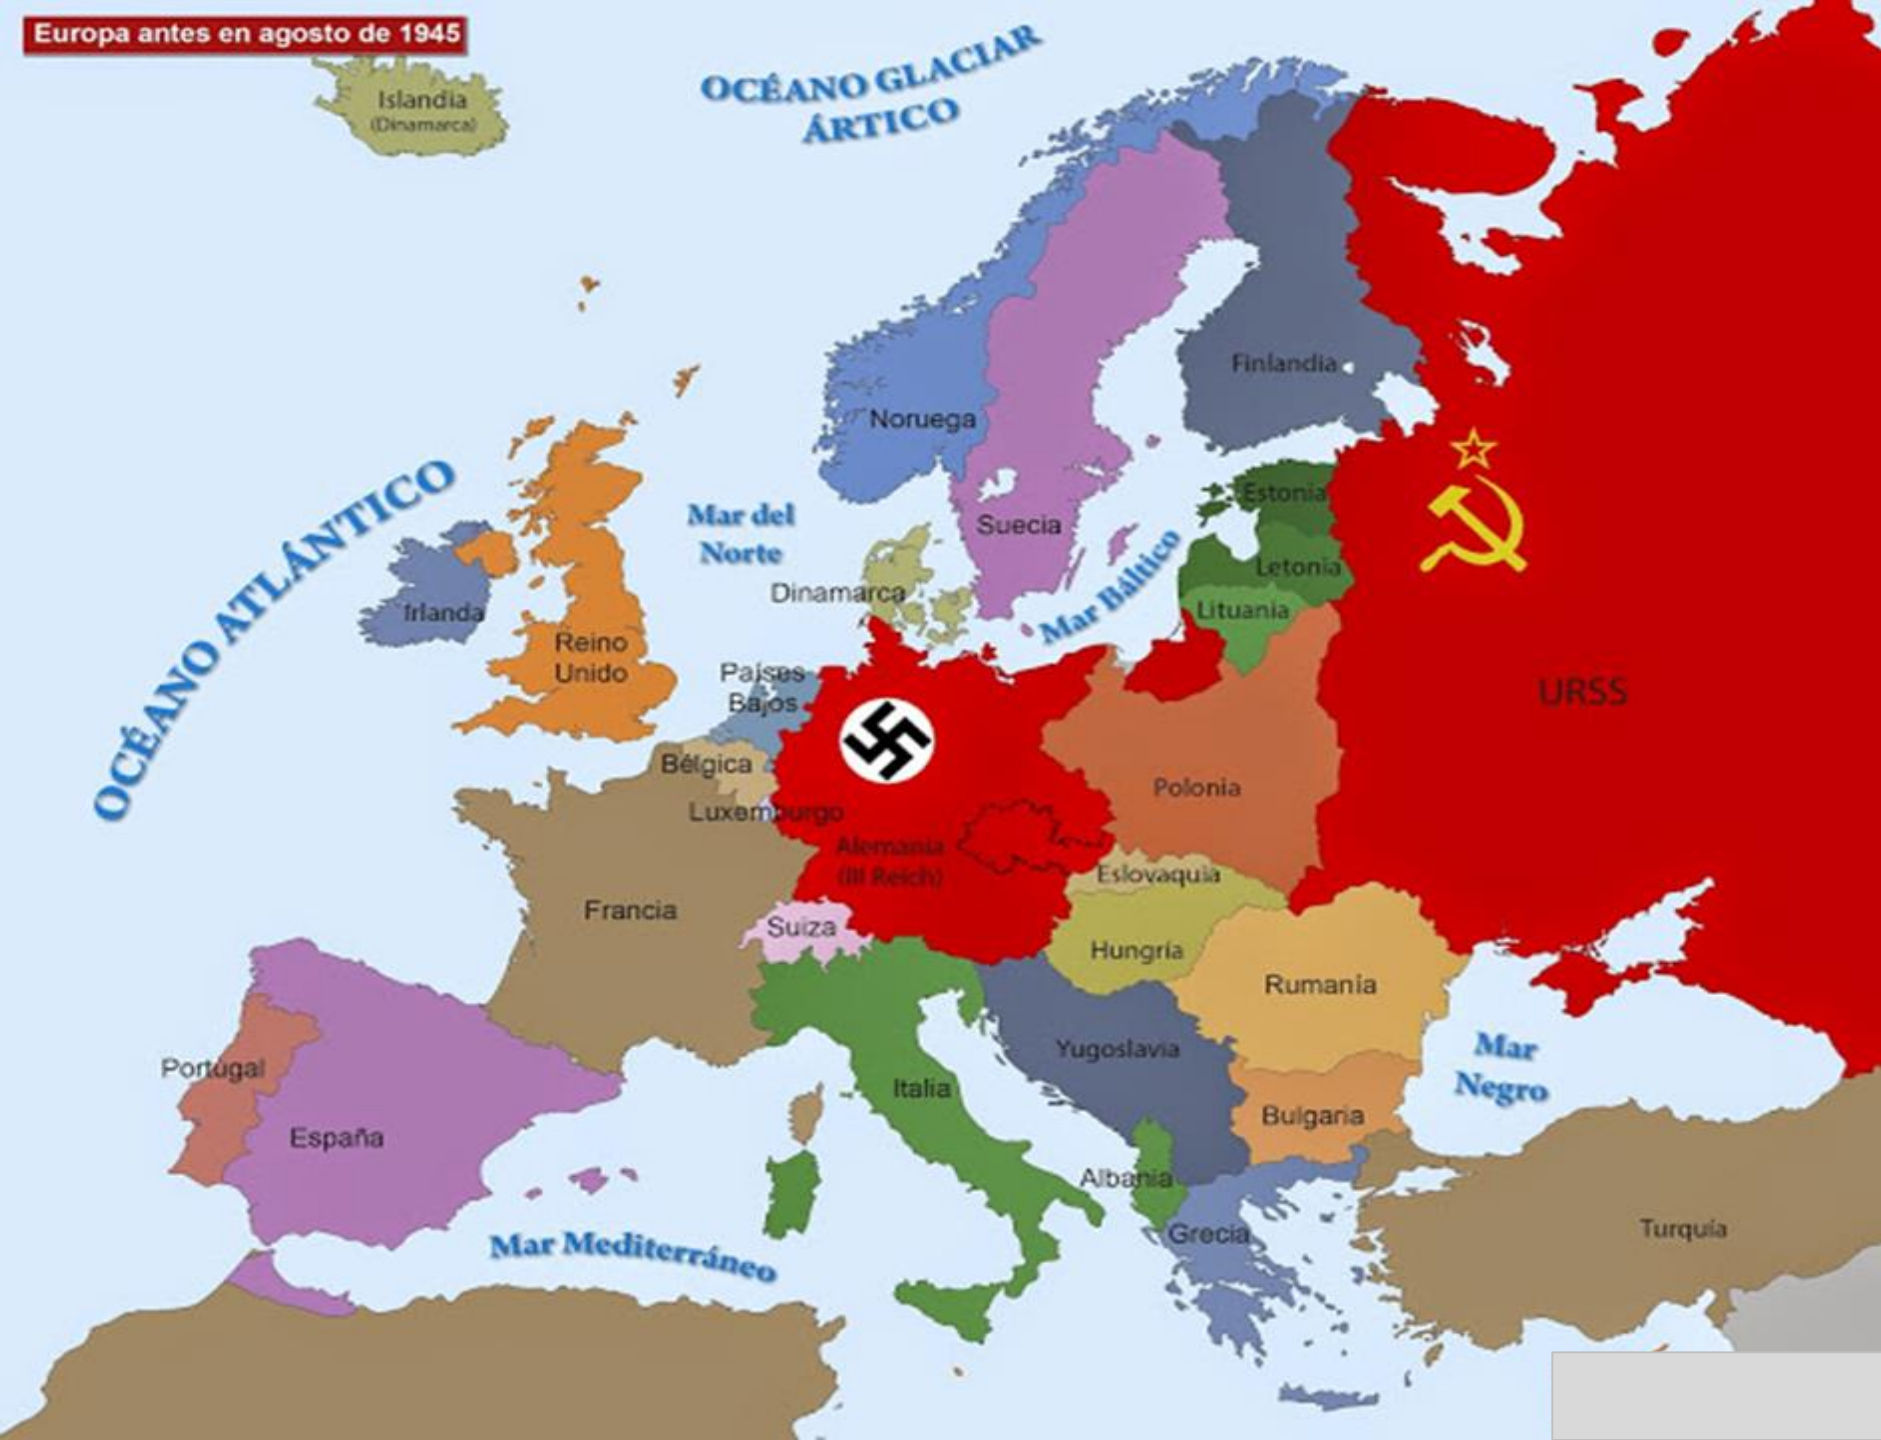 Europa antes en agosto de 1945
Islandia
(Dinamarca)
OCÉANO GLACIAR
ÁRTICO
Finlandia
Noruega
OCÉANO ATLÁNTICO
Mar del
Norte
Suecia
Estonia
Letonia
Mar Báltico
Dinamarca
Lituania
Irlanda
Reino
Unido
Países
Bajos
URSS
Bélgica
Polonia
Luxemburgo
Alemania
(III Reich)
Eslovaquia
Francia
Suiza
Hungría
Rumanía
Yugoslavia
Mar
Negro
Portugal
Italia
Bulgaria
España
Albania
Grecia
Turquía
Mar Mediterráneo